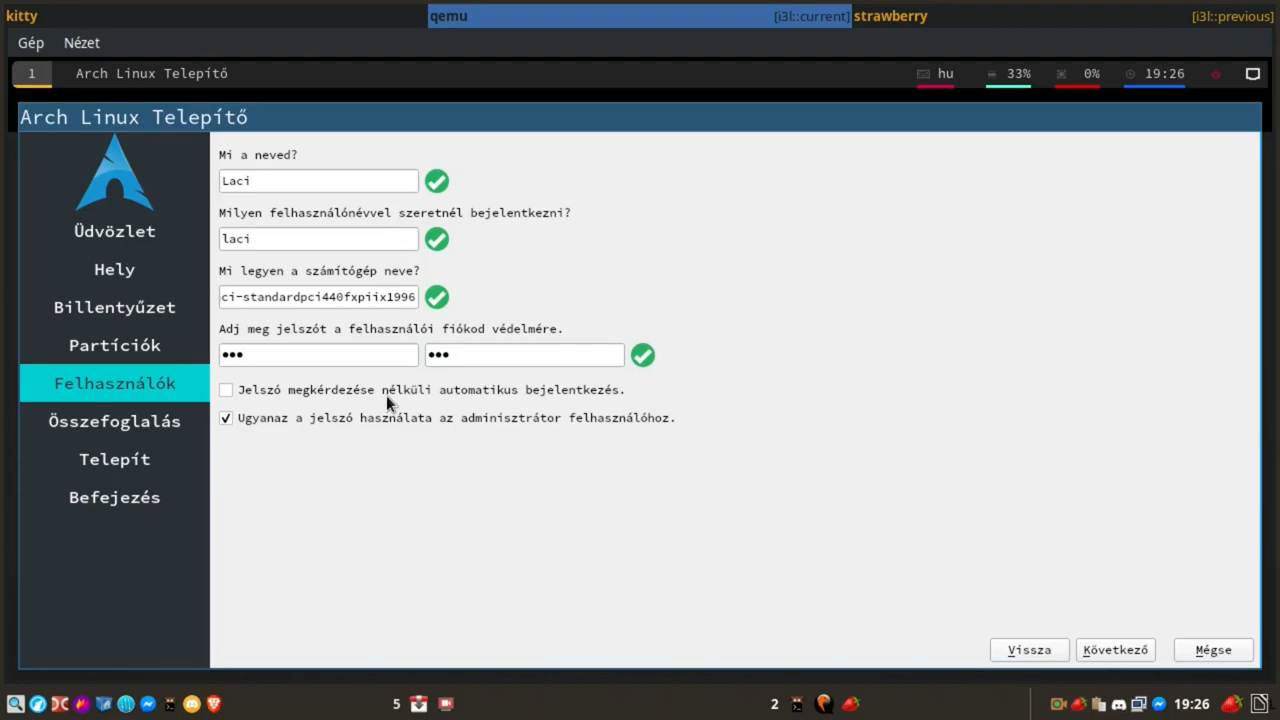 kitty
qemu [i3l::current] strawberry [i3l::previous]
Gép Nézet
1 Arch Linux Telepítő hu 33% 0% 19:26
Arch Linux Telepítő
Mi a neved?
Laci
Milyen felhasználónévvel szeretnél bejelentkezni?
laci
Mi legyen a számítógép neve?
ci-standardpci440fxpiix1996
Adj meg jelszót a felhasználói fiókod védelmére.
••• •••
Jelszó megkérdezése nélküli automatikus bejelentkezés.
Ugyanaz a jelszó használata az adminisztrátor felhasználóhoz.
Üdvözlet
Hely
Billentyűzet
Partíciók
Felhasználók
Összefoglalás
Telepít
Befejezés
Vissza Következő Mégse
5 2 19:26